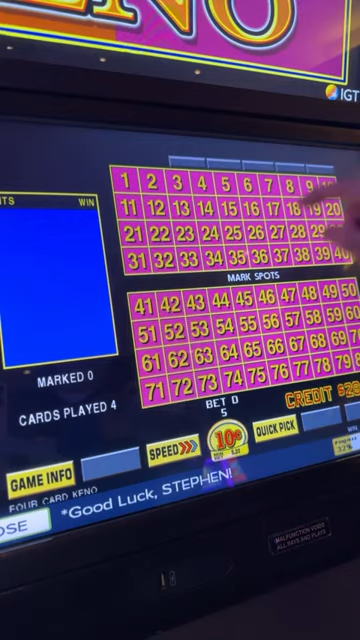 KENO
IGT
WIN
1 2 3 4 5 6 7 8 9
11 12 13 14 15 16 17 18 19 20
21 22 23 24 25 26 27 28 29
31 32 33 34 35 36 37 38 39 40
MARK SPOTS
41 42 43 44 45 46 47 48 49 50
51 52 53 54 55 56 57 58 59 60
61 62 63 64 65 66 67 68 69
71 72 73 74 75 76 77 78 79
MARKED 0
CARDS PLAYED 4
BET 0
5
CREDIT
GAME INFO
SPEED
10¢
QUICK PICK
WIN
FOUR CARD KENO
*Good Luck, STEPHEN!
MALFUNCTION VOIDS
ALL PAYS AND PLAYS